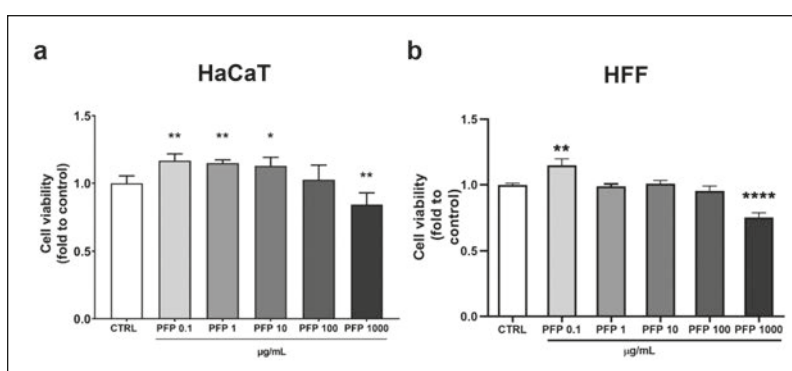 a
HaCaT
Cell viability
(fold to control)
1.5
1.0
0.5
0.0
** ** * **
CTRL PFP 0.1 PFP 1 PFP 10 PFP 100 PFP 1000
µg/mL
b
HFF
Cell viability
(fold to
control)
1.5
1.0
0.5
0.0
** ****
CTRL PFP 0.1 PFP 1 PFP 10 PFP 100 PFP 1000
µg/mL